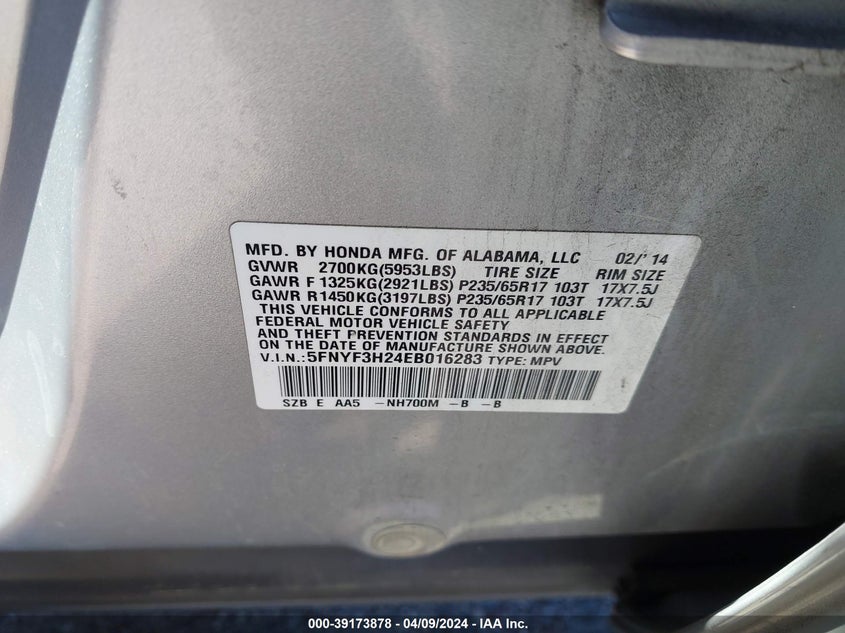 MFD. BY HONDA MFG. OF ALABAMA, LLC 02/' 14
GVWR 2700KG(5953LBS) TIRE SIZE RIM SIZE
GAWR F 1325KG(2921LBS) P235/65R17 103T 17X7.5J
GAWR R1450KG(3197LBS) P235/65R17 103T 17X7.5J
THIS VEHICLE CONFORMS TO ALL APPLICABLE
FEDERAL MOTOR VEHICLE SAFETY
AND THEFT PREVENTION STANDARDS IN EFFECT
ON THE DATE OF MANUFACTURE SHOWN ABOVE.
V.I.N.:5FNYF3H24EB016283 TYPE: MPV
SZB E AA5 -NH700M -B -B
000-39173878 - 04/09/2024 - IAA Inc.